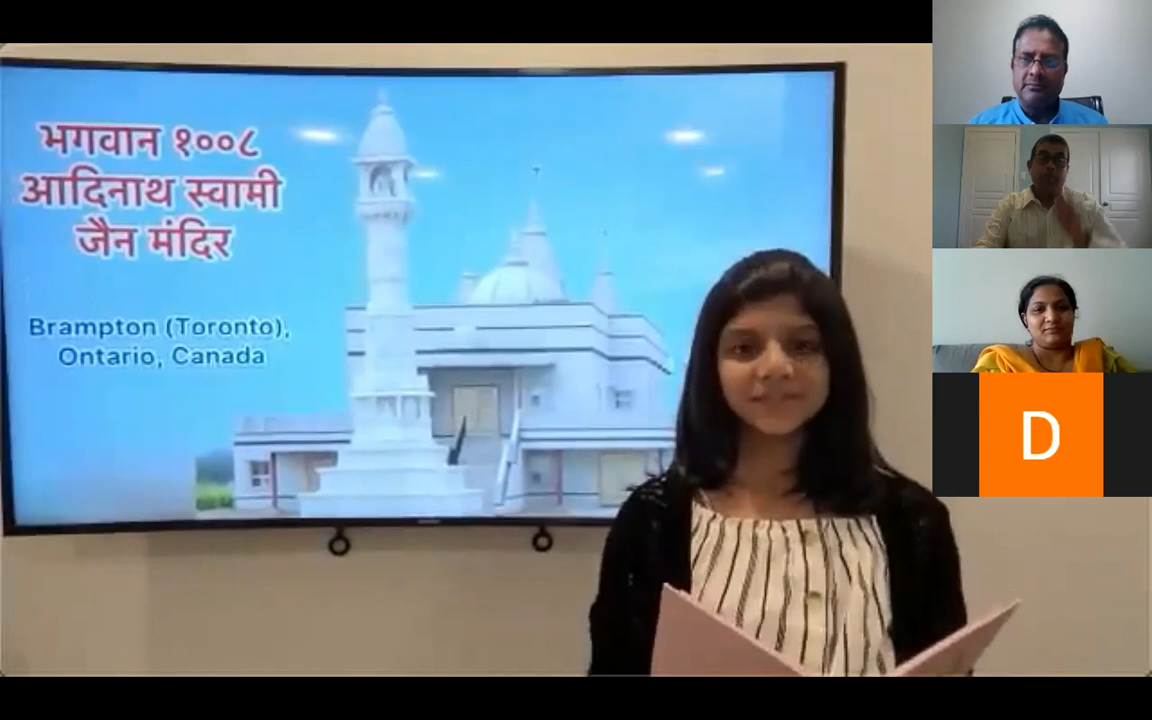 भगवान १००८
आदिनाथ स्वामी
जैन मंदिर
Brampton (Toronto),
Ontario, Canada
D